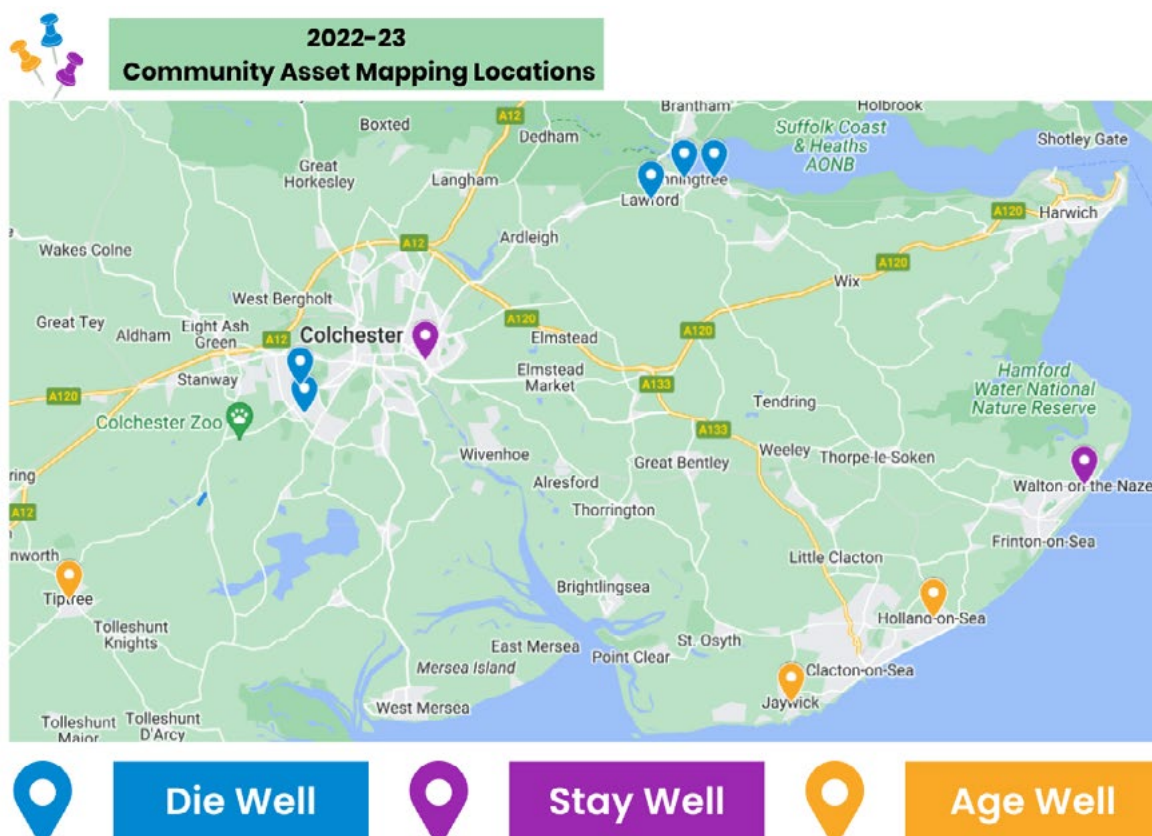 2022-23
Community Asset Mapping Locations
A12
Brantham
Holbrook
Boxted
Dedham
Suffolk Coast
& Heaths
AONB
Shotley Gate
Great
Horkesley
Langham
nningtree
Lawford
A120
Harwich
Wakes Colne
A12
Ardleigh
A120
Wix
West Bergholt
Great Tey
Aldham
Eight Ash
Green
A12
Colchester
A120
Elmstead
A120
Stanway
Elmstead
Market
A133
Hamford
Water National
Nature Reserve
A120
Colchester Zoo
Tendring
A133
ring
Wivenhoe
Great Bentley
Weeley
Thorpe-le-Soken
Alresford
Walton on the Naze
A12
Thorrington
Frinton-on-Sea
nworth
Little Clacton
Tiptree
Brightlingsea
Holland-on-Sea
Tolleshunt
Knights
St. Osyth
East Mersea
Point Clear
Mersea Island
Clacton-on-Sea
Jaywick
West Mersea
Tolleshunt
Major
Tolleshunt
D'Arcy
Die Well
Stay Well
Age Well